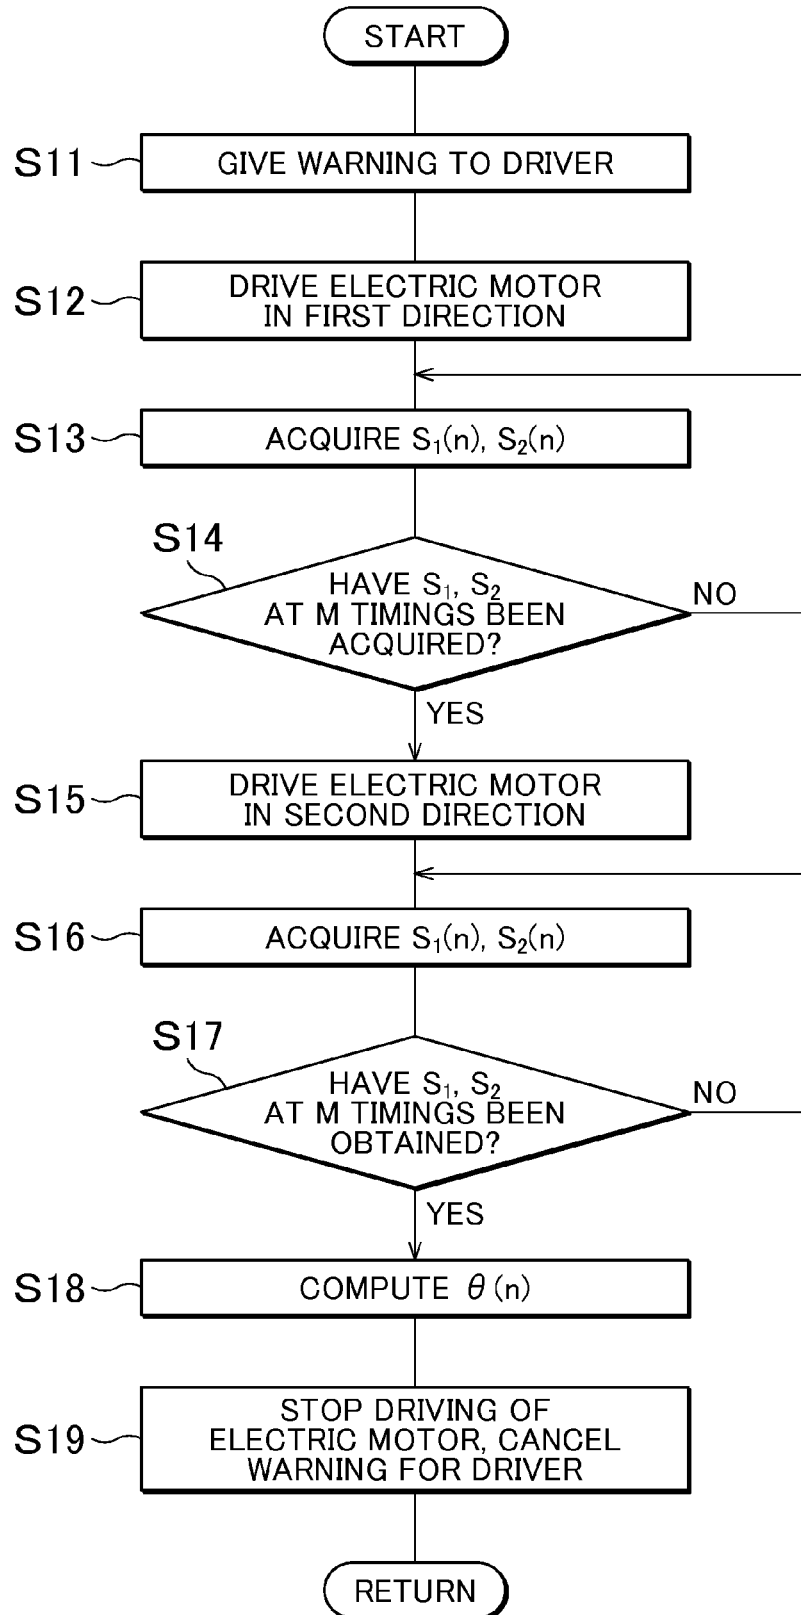 START
S11
GIVE WARNING TO DRIVER
S12
DRIVE ELECTRIC MOTOR
IN FIRST DIRECTION
S13
ACQUIRE S₁(n), S₂(n)
S14
HAVE S₁, S₂
AT M TIMINGS BEEN
ACQUIRED?
NO
YES
S15
DRIVE ELECTRIC MOTOR
IN SECOND DIRECTION
S16
ACQUIRE S₁(n), S₂(n)
S17
HAVE S₁, S₂
AT M TIMINGS BEEN
OBTAINED?
NO
YES
S18
COMPUTE θ(n)
S19
STOP DRIVING OF
ELECTRIC MOTOR, CANCEL
WARNING FOR DRIVER
RETURN